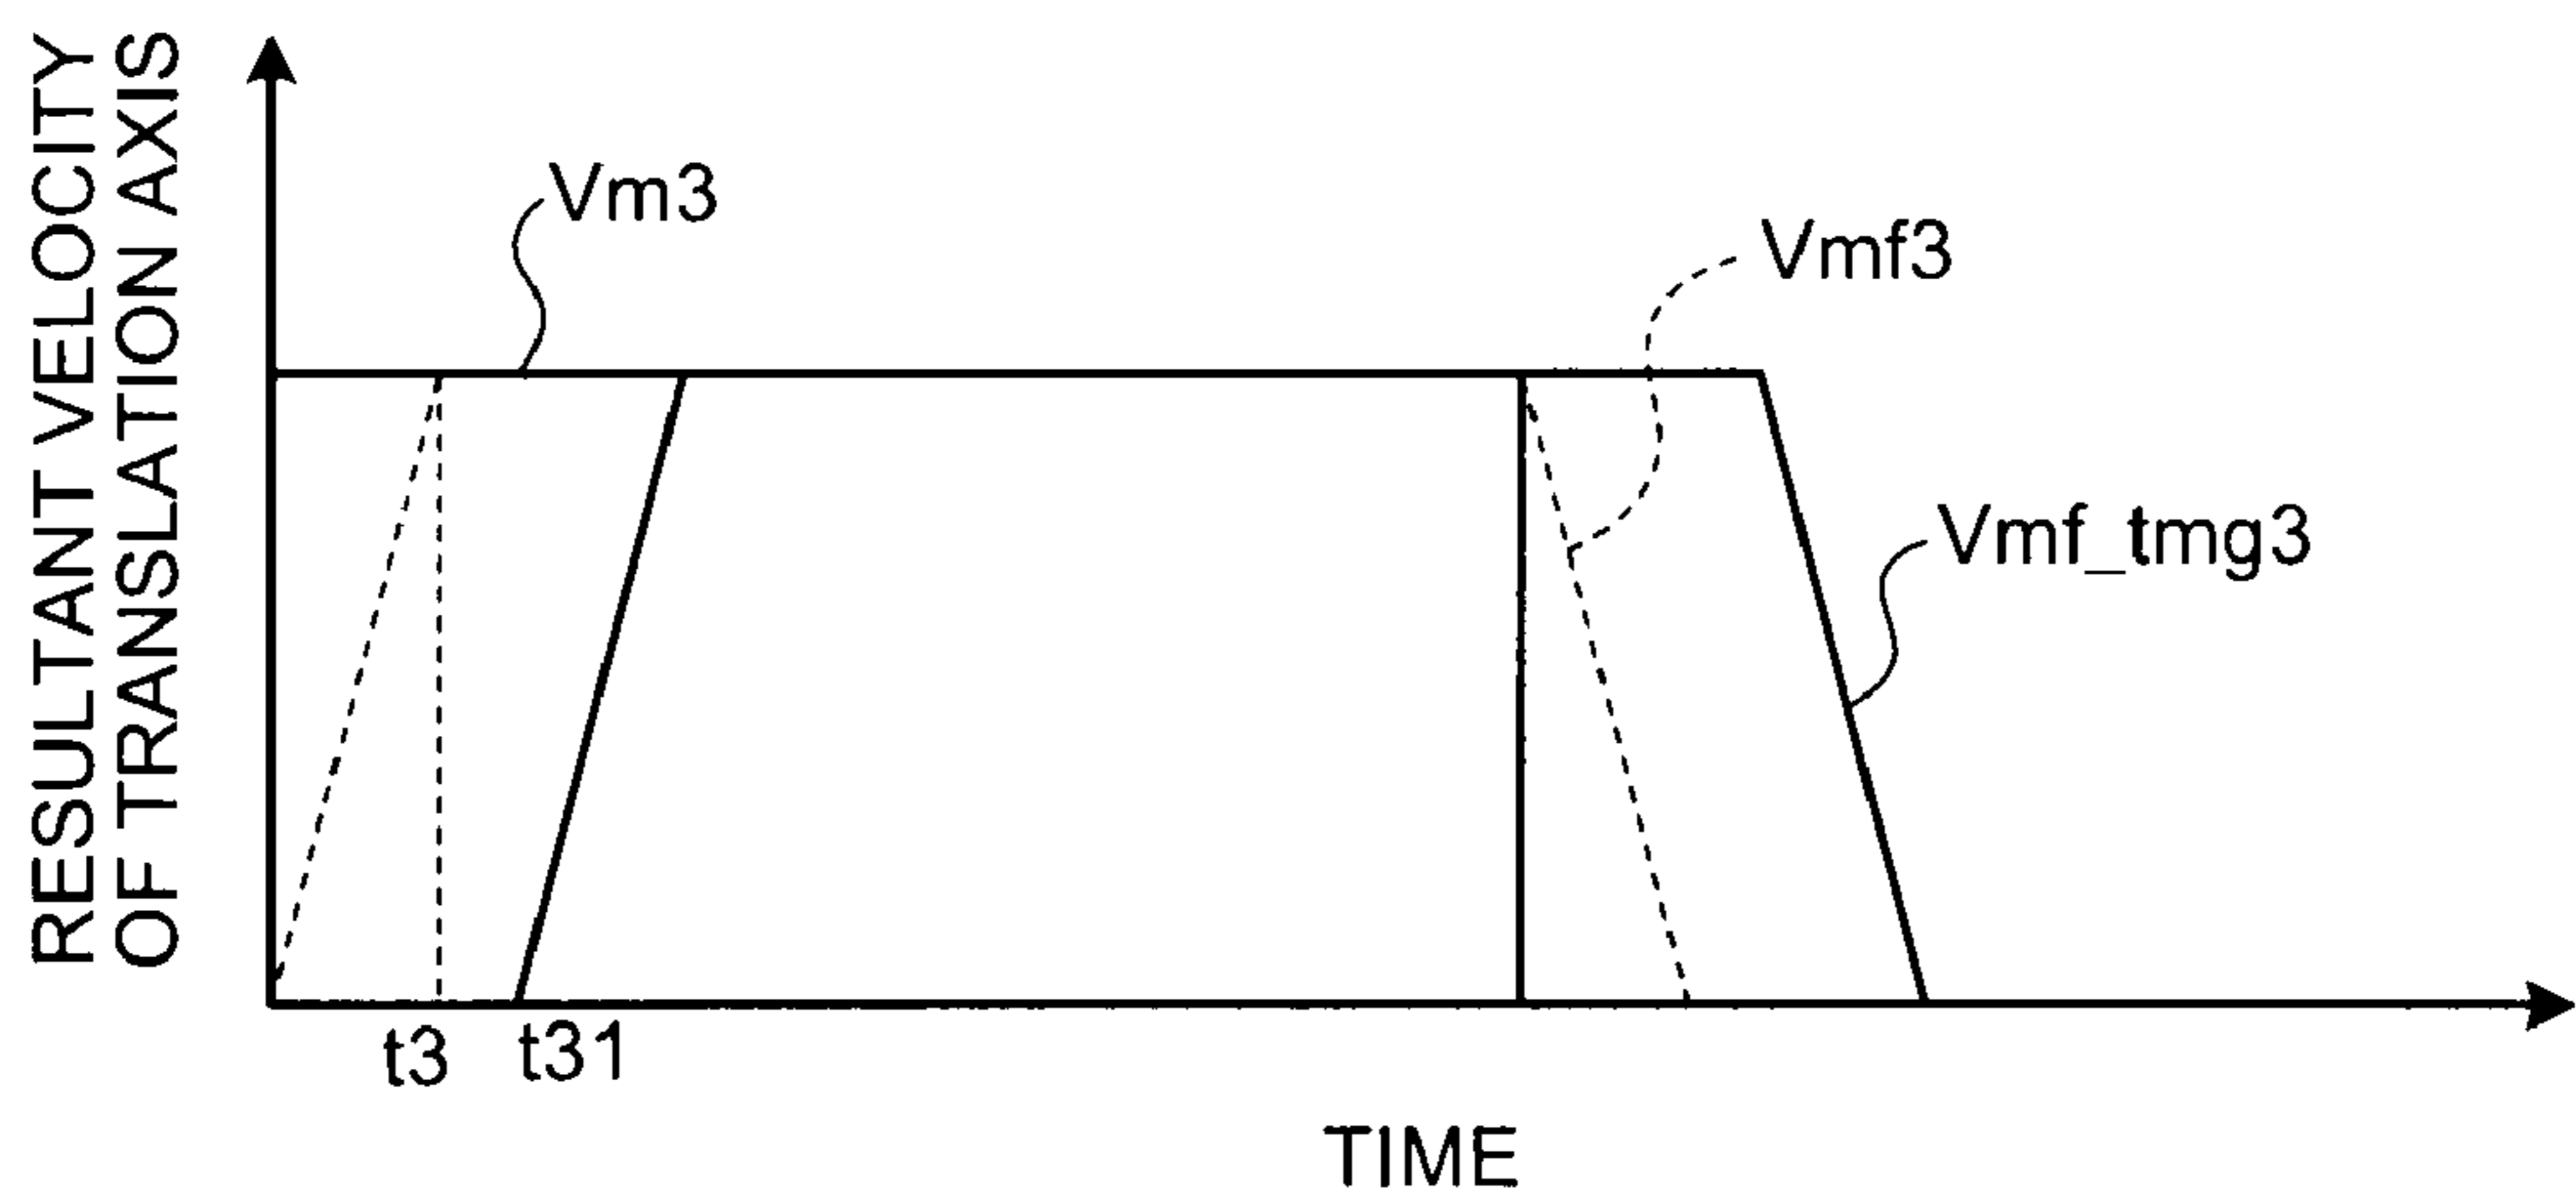 RESULTANT VELOCITY
OF TRANSLATION AXIS
Vm3
Vmf3
Vmf_tmg3
t3
t31
TIME